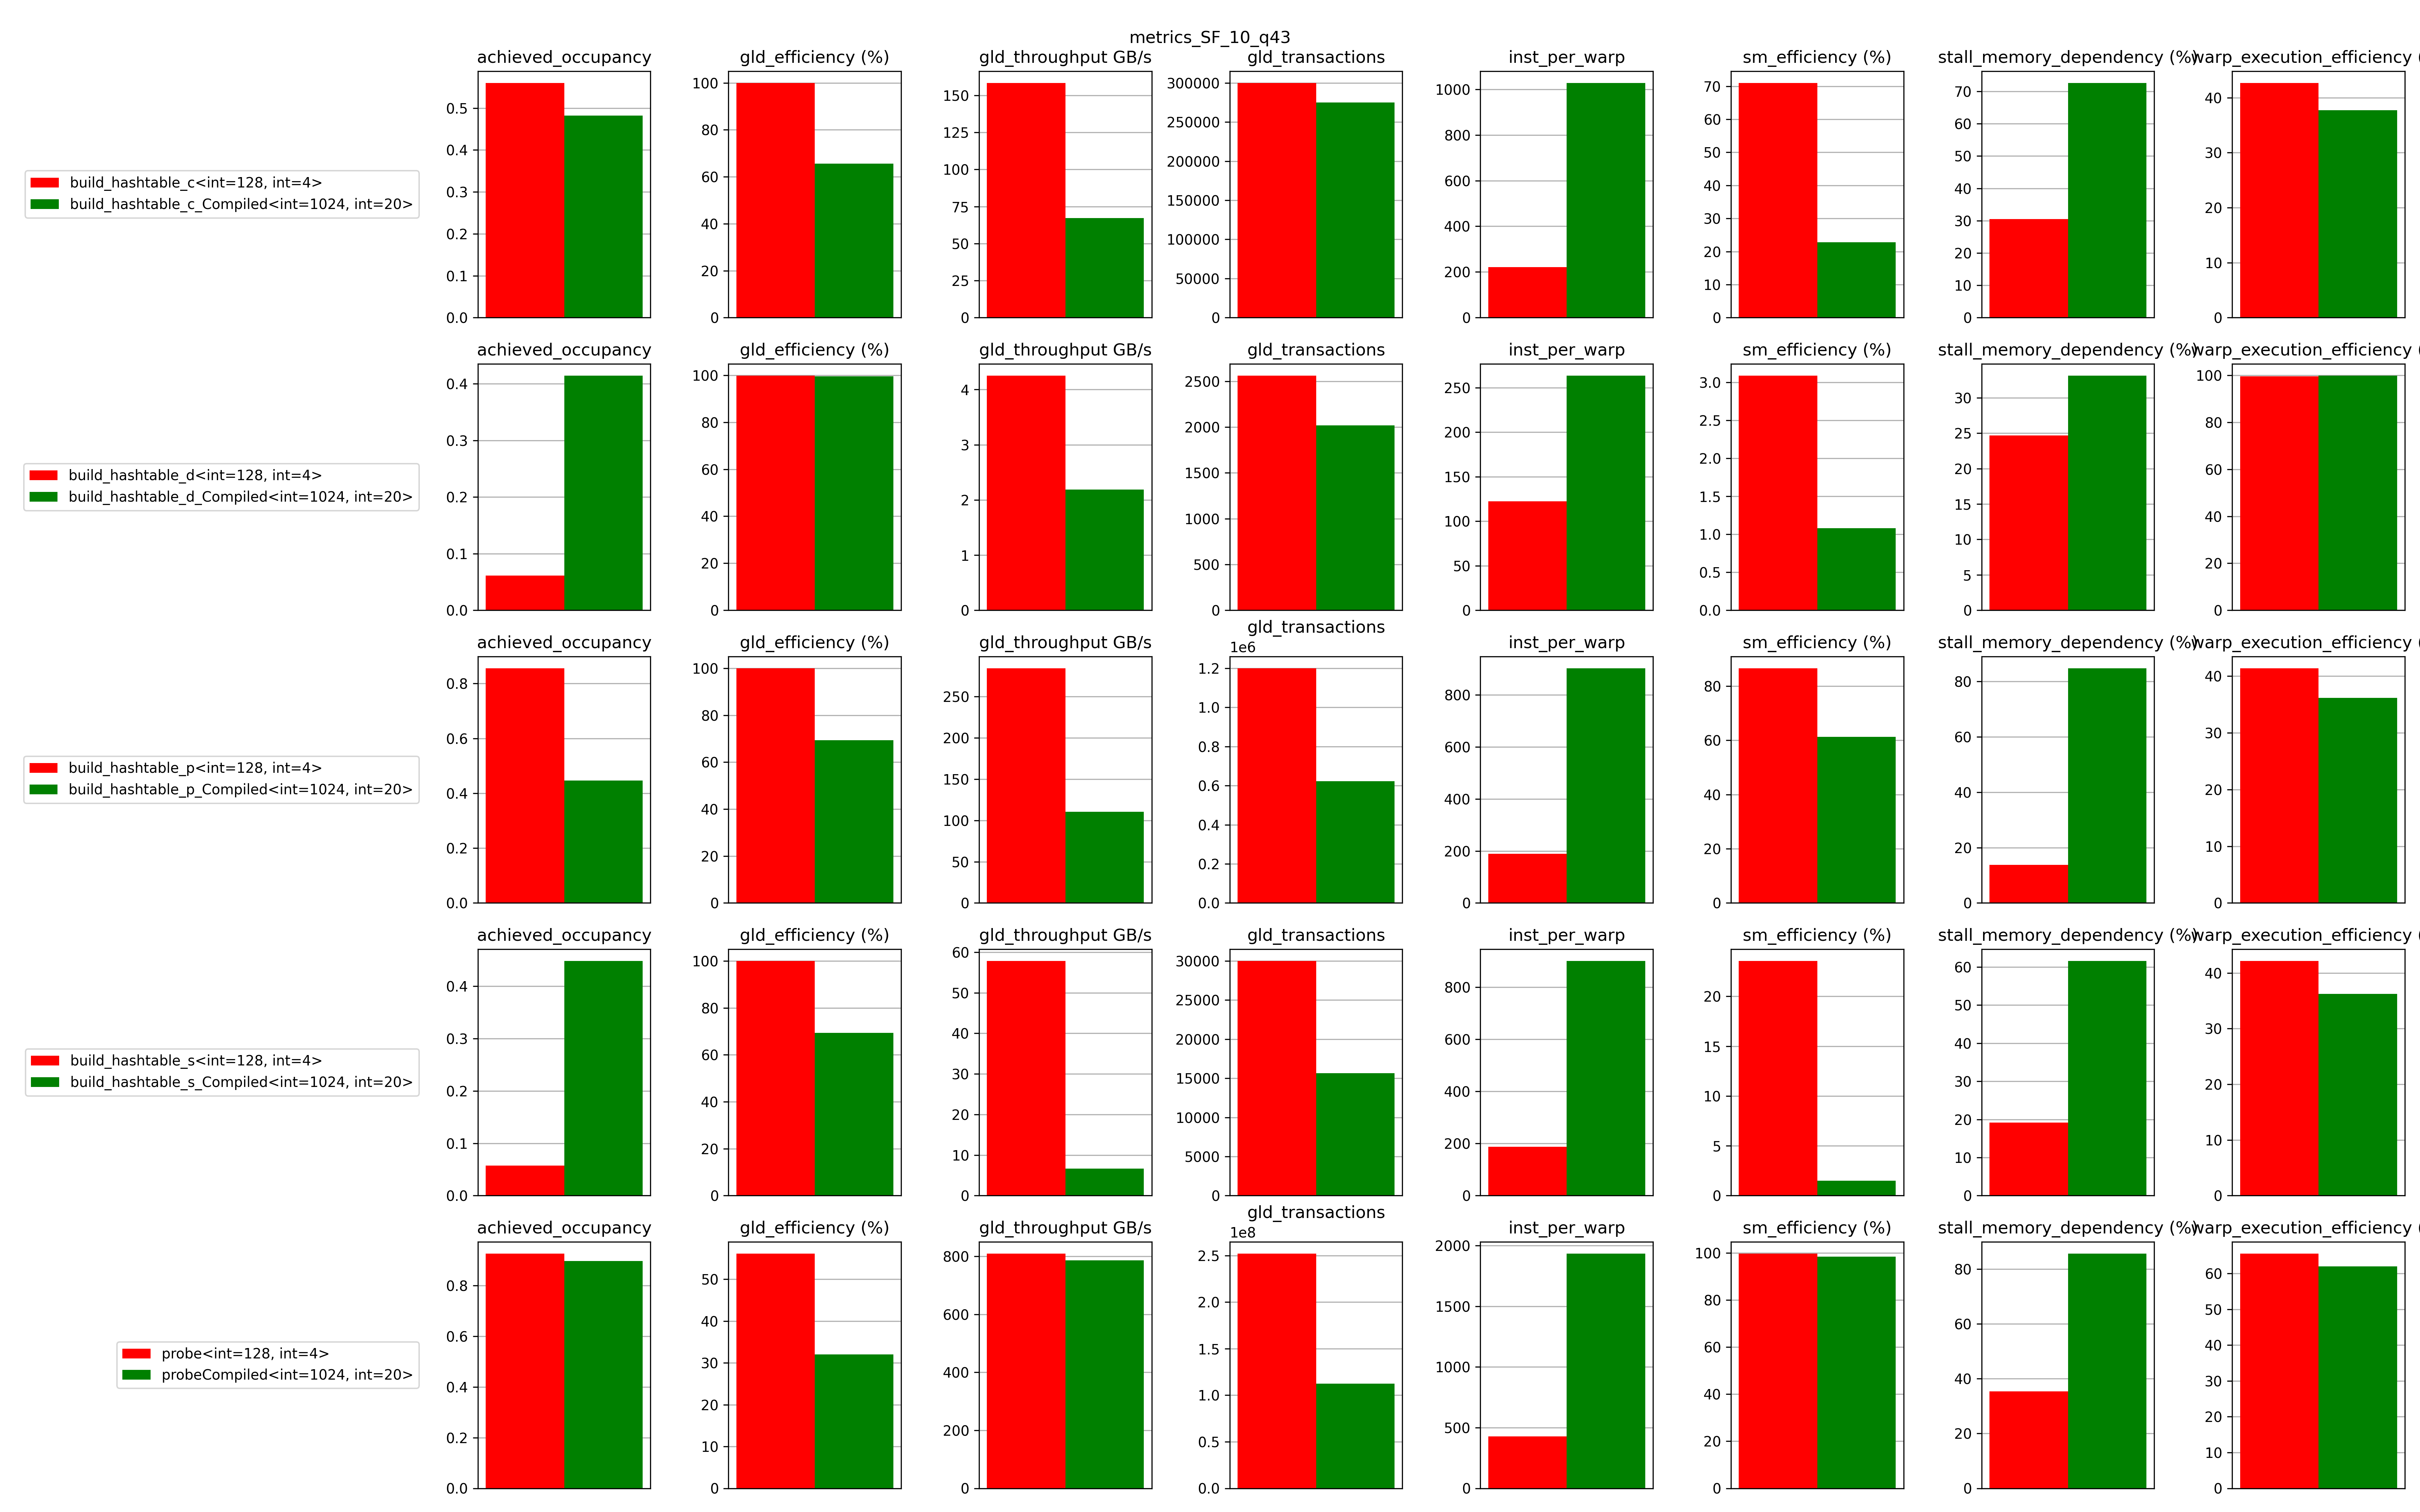 metrics_SF_10_q43
achieved_occupancy gld_efficiency (%) gld_throughput GB/s gld_transactions inst_per_warp sm_efficiency (%) stall_memory_dependency (%) warp_execution_efficiency (
build_hashtable_c<int=128, int=4>
build_hashtable_c_Compiled<int=1024, int=20>
0.5 0.4 0.3 0.2 0.1 0.0
100 80 60 40 20 0
150 125 100 75 50 25 0
300000 250000 200000 150000 100000 50000 0
1000 800 600 400 200 0
70 60 50 40 30 20 10 0
70 60 50 40 30 20 10 0
40 30 20 10 0
achieved_occupancy gld_efficiency (%) gld_throughput GB/s gld_transactions inst_per_warp sm_efficiency (%) stall_memory_dependency (%) warp_execution_efficiency (
build_hashtable_d<int=128, int=4>
build_hashtable_d_Compiled<int=1024, int=20>
0.4 0.3 0.2 0.1 0.0
100 80 60 40 20 0
4 3 2 1 0
2500 2000 1500 1000 500 0
250 200 150 100 50 0
3.0 2.5 2.0 1.5 1.0 0.5 0.0
30 25 20 15 10 5 0
100 80 60 40 20 0
achieved_occupancy gld_efficiency (%) gld_throughput GB/s gld_transactions inst_per_warp sm_efficiency (%) stall_memory_dependency (%) warp_execution_efficiency (
build_hashtable_p<int=128, int=4>
build_hashtable_p_Compiled<int=1024, int=20>
0.8 0.6 0.4 0.2 0.0
100 80 60 40 20 0
250 200 150 100 50 0
1e6
1.2 1.0 0.8 0.6 0.4 0.2 0.0
800 600 400 200 0
80 60 40 20 0
80 60 40 20 0
40 30 20 10 0
achieved_occupancy gld_efficiency (%) gld_throughput GB/s gld_transactions inst_per_warp sm_efficiency (%) stall_memory_dependency (%) warp_execution_efficiency (
build_hashtable_s<int=128, int=4>
build_hashtable_s_Compiled<int=1024, int=20>
0.4 0.3 0.2 0.1 0.0
100 80 60 40 20 0
60 50 40 30 20 10 0
30000 25000 20000 15000 10000 5000 0
800 600 400 200 0
20 15 10 5 0
60 50 40 30 20 10 0
40 30 20 10 0
achieved_occupancy gld_efficiency (%) gld_throughput GB/s gld_transactions inst_per_warp sm_efficiency (%) stall_memory_dependency (%) warp_execution_efficiency (
probe<int=128, int=4>
probeCompiled<int=1024, int=20>
0.8 0.6 0.4 0.2 0.0
50 40 30 20 10 0
800 600 400 200 0
1e8
2.5 2.0 1.5 1.0 0.5 0.0
2000 1500 1000 500 0
100 80 60 40 20 0
80 60 40 20 0
60 50 40 30 20 10 0